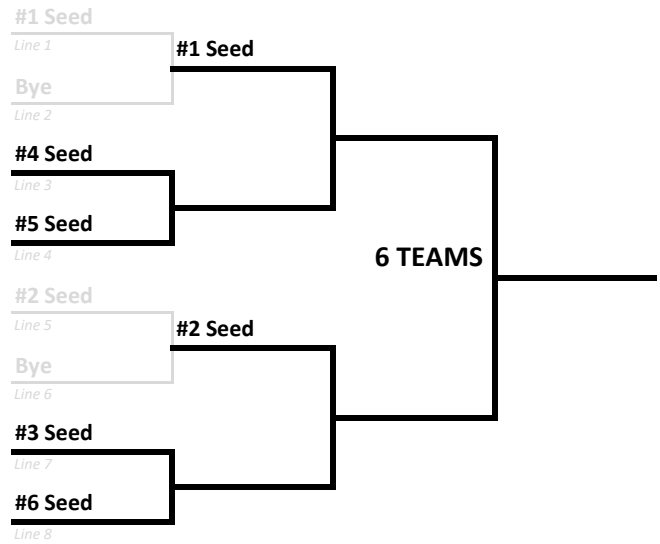 #1 Seed
Line 1
#1 Seed
Bye
Line 2
#4 Seed
Line 3
#5 Seed
Line 4
6 TEAMS
#2 Seed
Line 5
#2 Seed
Bye
Line 6
#3 Seed
Line 7
#6 Seed
Line 8